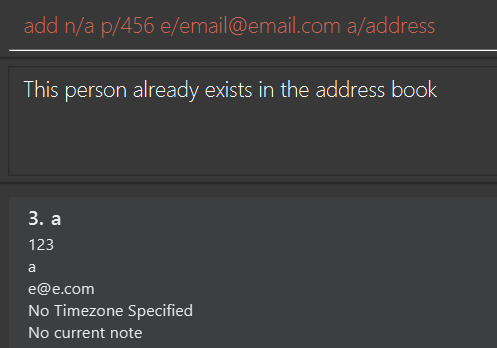 add n/a p/456 e/email@email.com a/address
This person already exists in the address book
3. a
123
a
e@e.com
No Timezone Specified
No current note